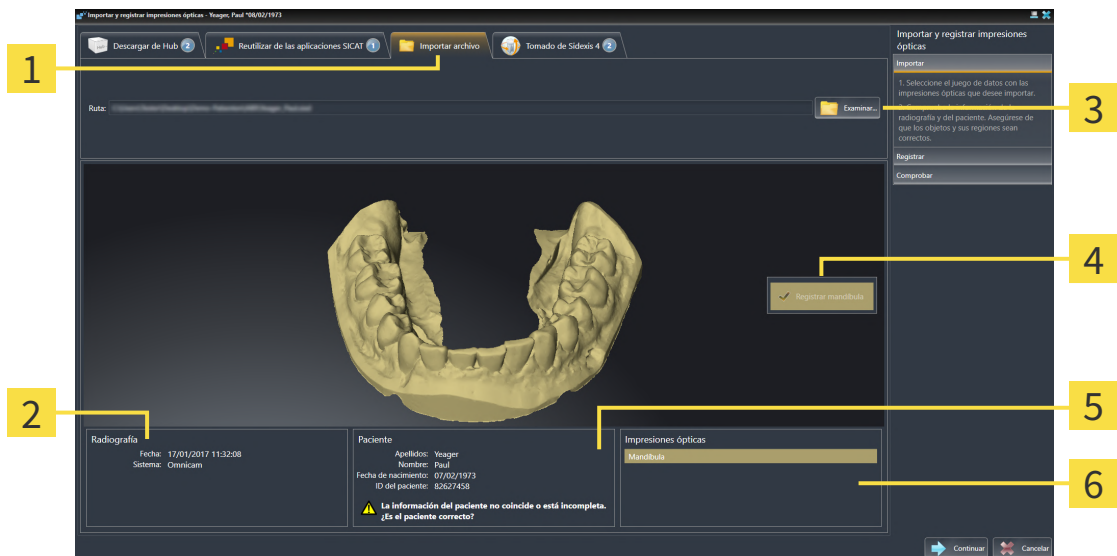 Importar y registrar impresiones ópticas - Yeager, Paul *08/02/1973
Descargar de Hub 2
Reutilizar de las aplicaciones SICAT 1
Importar archivo
Tomado de Sidexis 4 2
Ruta:
Examinar...
Registrar mandíbula
Radiografía
Fecha: 17/01/2017 11:32:08
Sistema: Omnicam
Paciente
Apellidos: Yeager
Nombre: Paul
Fecha de nacimiento: 07/02/1973
ID del paciente: 82627458
La información del paciente no coincide o está incompleta.
¿Es el paciente correcto?
Impresiones ópticas
Mandíbula
Importar y registrar impresiones
ópticas
Importar
1. Seleccione el juego de datos con las
impresiones ópticas que desee importar.
radiografía y del paciente. Asegúrese de
que los objetos y sus regiones sean
correctos.
Registrar
Comprobar
Continuar
Cancelar
1
2
3
4
5
6